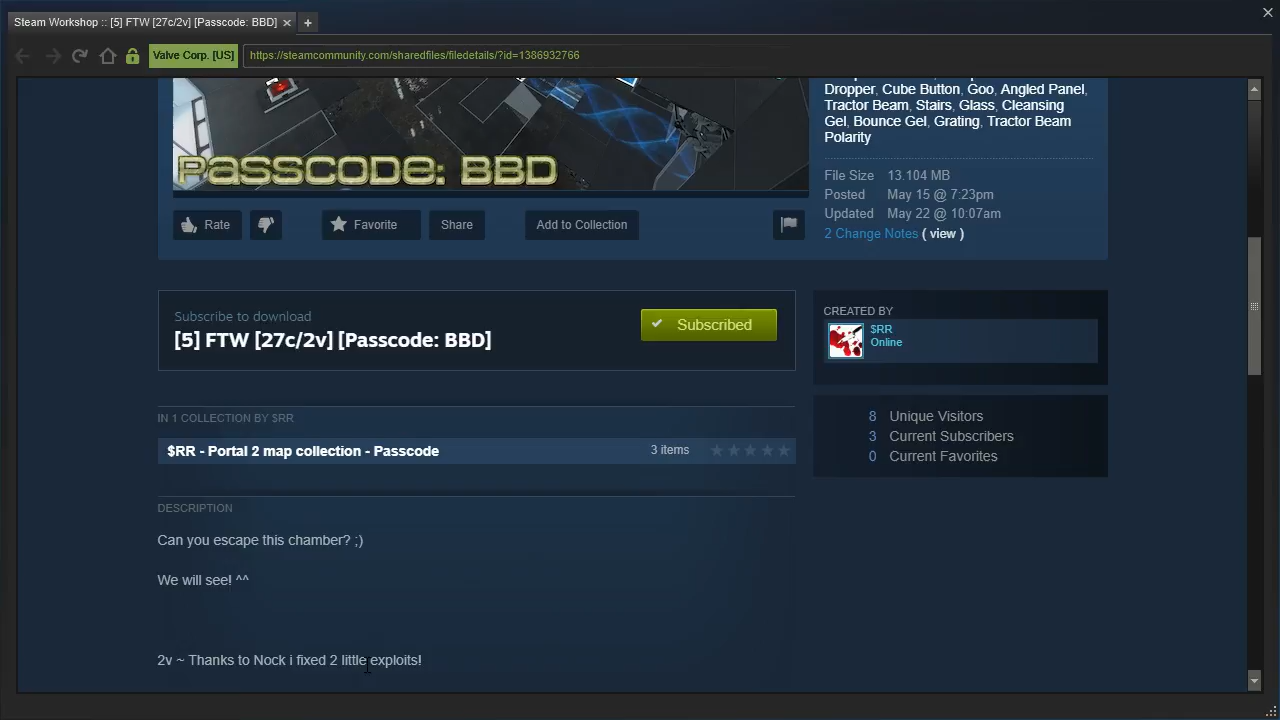 Steam Workshop :: [5] FTW [27c/2v] [Passcode: BBD]
Valve Corp. [US]
https://steamcommunity.com/sharedfiles/filedetails/?id=1386932766
Dropper, Cube Button, Goo, Angled Panel,
Tractor Beam, Stairs, Glass, Cleansing
Gel, Bounce Gel, Grating, Tractor Beam
Polarity
PASSCODE: BBD
File Size 13.104 MB
Posted May 15 @ 7:23pm
Updated May 22 @ 10:07am
2 Change Notes ( view )
Rate
Favorite
Share
Add to Collection
Subscribe to download
[5] FTW [27c/2v] [Passcode: BBD]
Subscribed
CREATED BY
$RR
Online
IN 1 COLLECTION BY $RR
$RR - Portal 2 map collection - Passcode
3 items
8 Unique Visitors
3 Current Subscribers
0 Current Favorites
DESCRIPTION
Can you escape this chamber? ;)
We will see! ^^
2v ~ Thanks to Nock i fixed 2 little exploits!